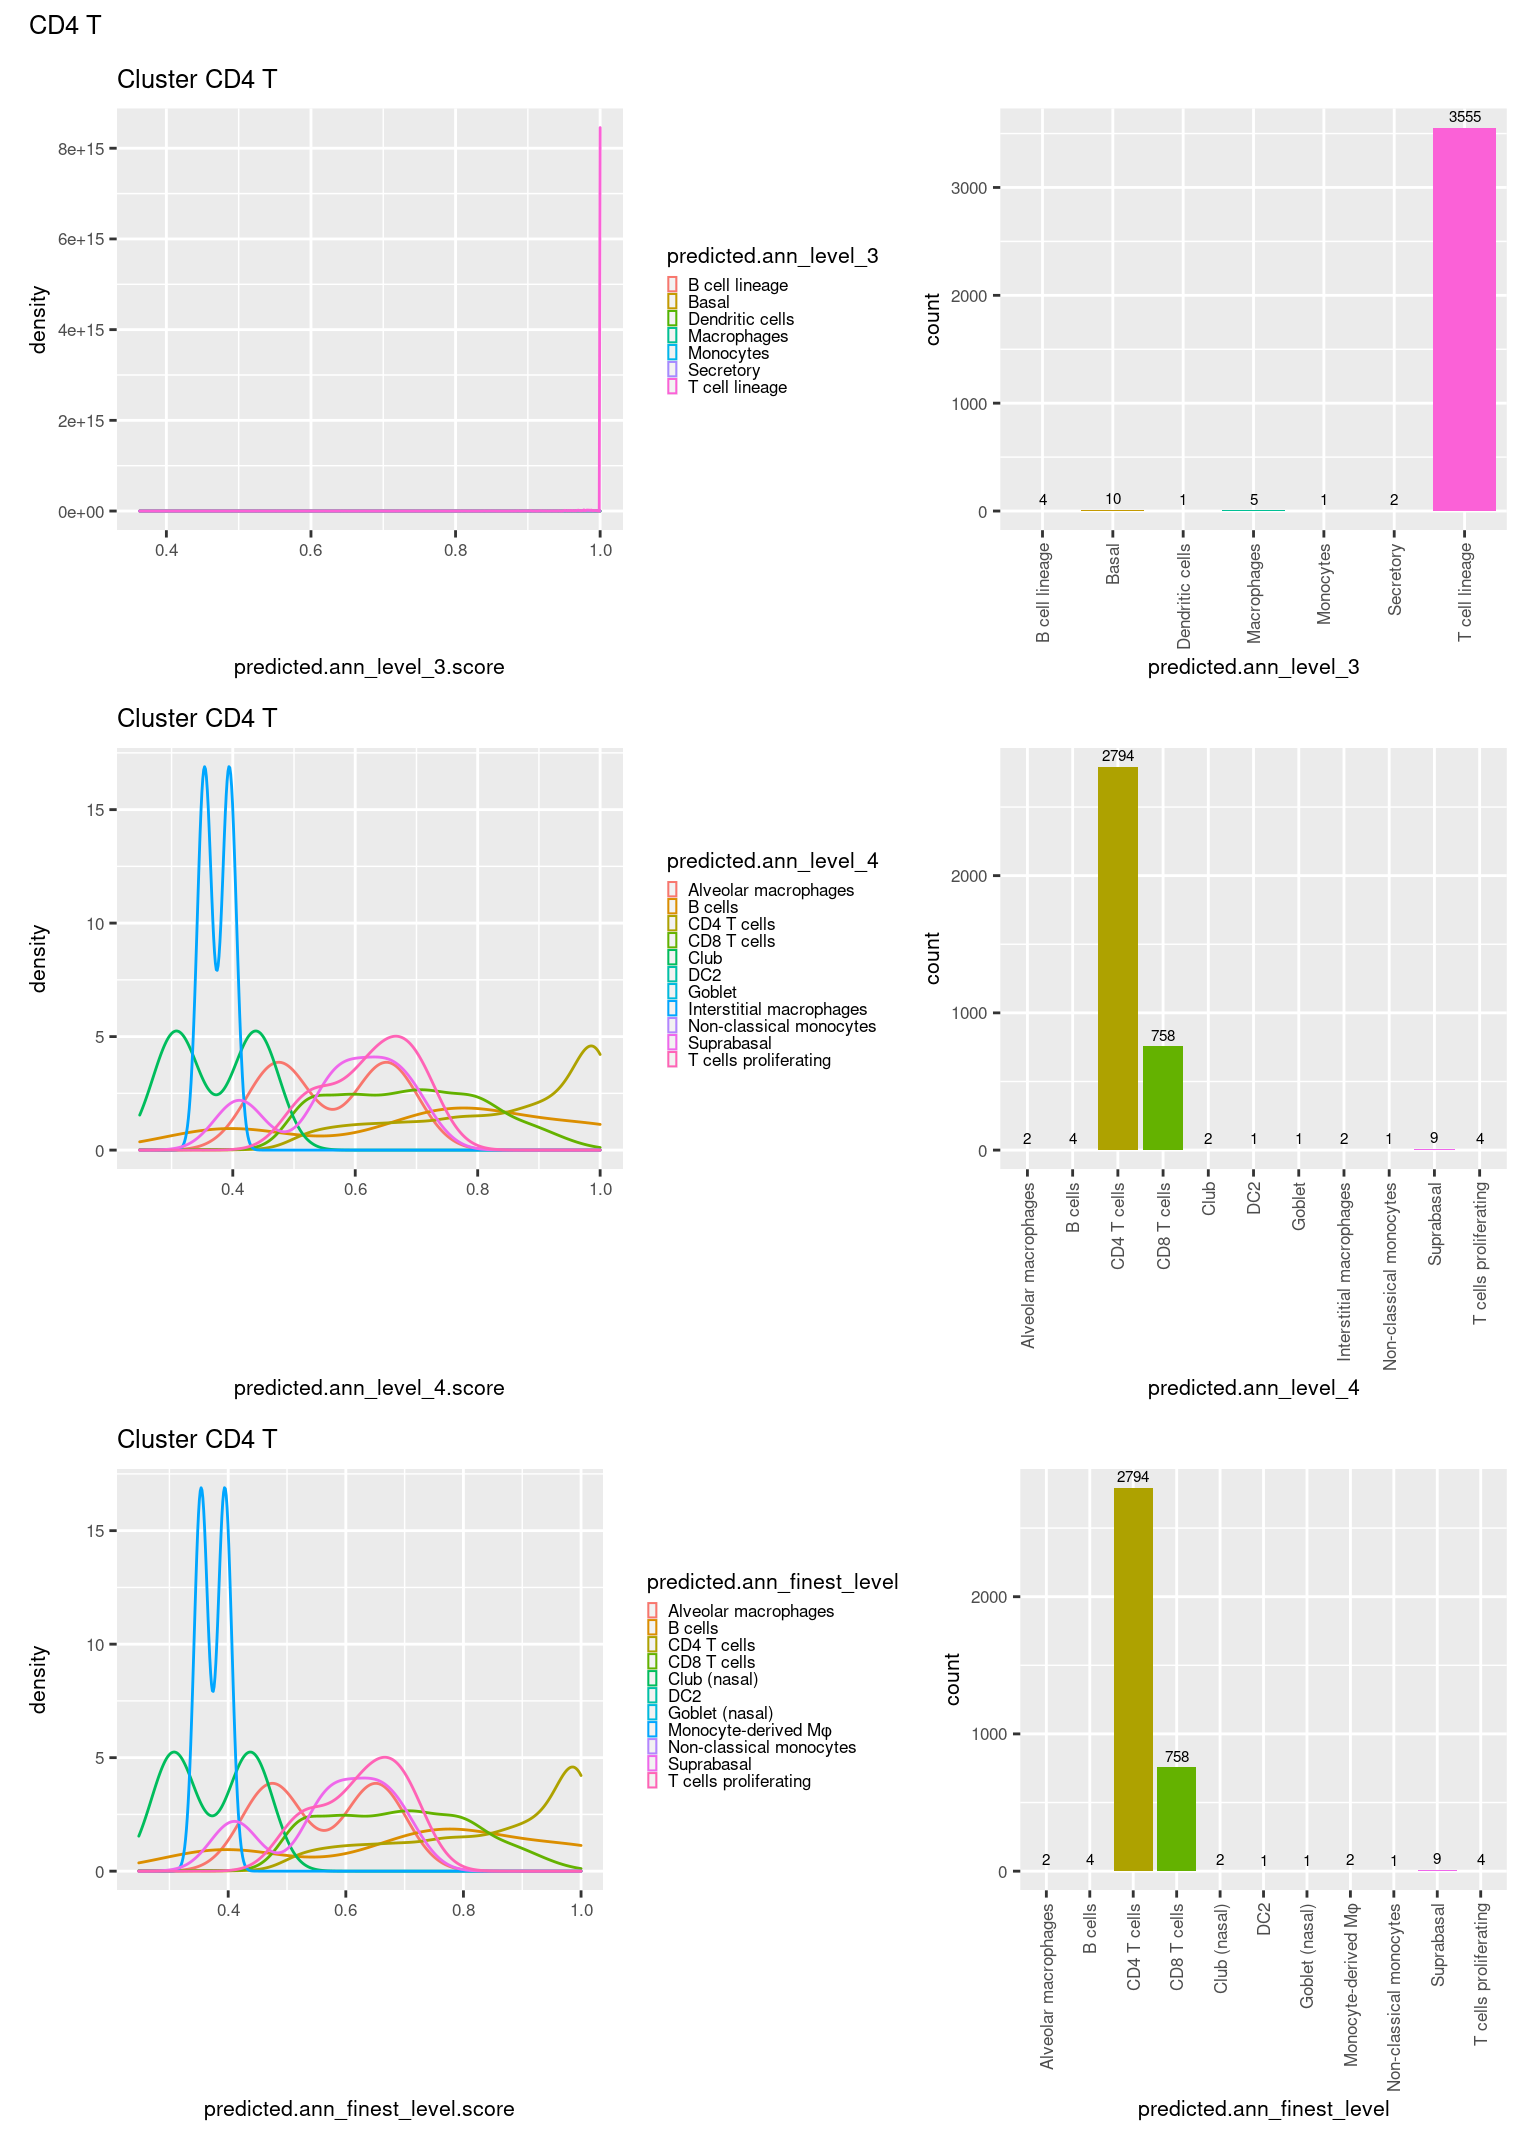 CD4 T
Cluster CD4 T
density
8e+15
6e+15
4e+15
2e+15
0e+00
0.4 0.6 0.8 1.0
predicted.ann_level_3.score
predicted.ann_level_3
B cell lineage
Basal
Dendritic cells
Macrophages
Monocytes
Secretory
T cell lineage
count
3000
2000
1000
0
4 10 1 5 1 2 3555
B cell lineage
Basal
Dendritic cells
Macrophages
Monocytes
Secretory
T cell lineage
predicted.ann_level_3
Cluster CD4 T
density
15
10
5
0
0.4 0.6 0.8 1.0
predicted.ann_level_4.score
predicted.ann_level_4
Alveolar macrophages
B cells
CD4 T cells
CD8 T cells
Club
DC2
Goblet
Interstitial macrophages
Non-classical monocytes
Suprabasal
T cells proliferating
count
2000
1000
0
2 4 2794 758 2 1 1 2 1 9 4
Alveolar macrophages
B cells
CD4 T cells
CD8 T cells
Club
DC2
Goblet
Interstitial macrophages
Non-classical monocytes
Suprabasal
T cells proliferating
predicted.ann_level_4
Cluster CD4 T
density
15
10
5
0
0.4 0.6 0.8 1.0
predicted.ann_finest_level.score
predicted.ann_finest_level
Alveolar macrophages
B cells
CD4 T cells
CD8 T cells
Club (nasal)
DC2
Goblet (nasal)
Monocyte-derived Mφ
Non-classical monocytes
Suprabasal
T cells proliferating
count
2000
1000
0
2 4 2794 758 2 1 1 2 1 9 4
Alveolar macrophages
B cells
CD4 T cells
CD8 T cells
Club (nasal)
DC2
Goblet (nasal)
Monocyte-derived Mφ
Non-classical monocytes
Suprabasal
T cells proliferating
predicted.ann_finest_level